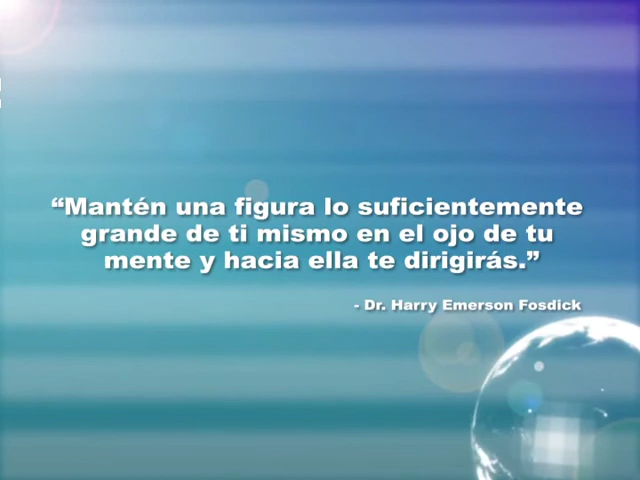 “Mantén una figura lo suficientemente
grande de ti mismo en el ojo de tu
mente y hacia ella te dirigirás.”
- Dr. Harry Emerson Fosdick